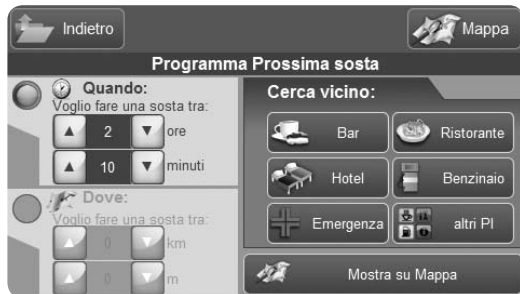 Indietro
Mappa
Programma Prossima sosta
Quando:
Voglio fare una sosta tra:
2 ore
10 minuti
Dove:
Voglio fare una sosta tra:
0 km
0 m
Cerca vicino:
Bar
Ristorante
Hotel
Benzinaio
Emergenza
altri PI
Mostra su Mappa